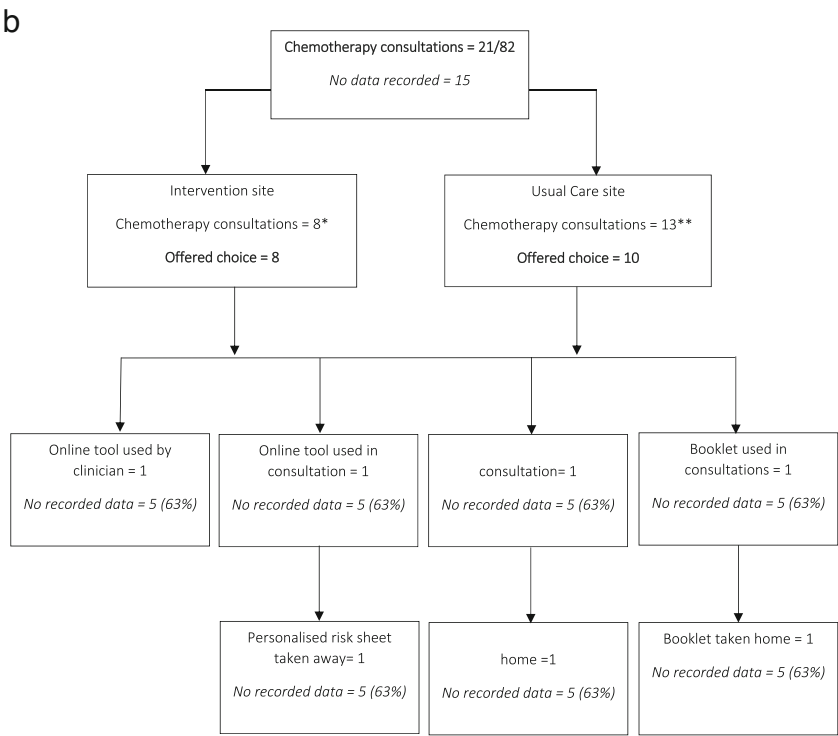 b
Chemotherapy consultations = 21/82
No data recorded = 15
Intervention site
Chemotherapy consultations = 8*
Offered choice = 8
Usual Care site
Chemotherapy consultations = 13**
Offered choice = 10
Online tool used by
clinician = 1
No recorded data = 5 (63%)
Online tool used in
consultation = 1
No recorded data = 5 (63%)
consultation= 1
No recorded data = 5 (63%)
Booklet used in
consultations = 1
No recorded data = 5 (63%)
Personalised risk sheet
taken away= 1
No recorded data = 5 (63%)
home =1
No recorded data = 5 (63%)
Booklet taken home = 1
No recorded data = 5 (63%)